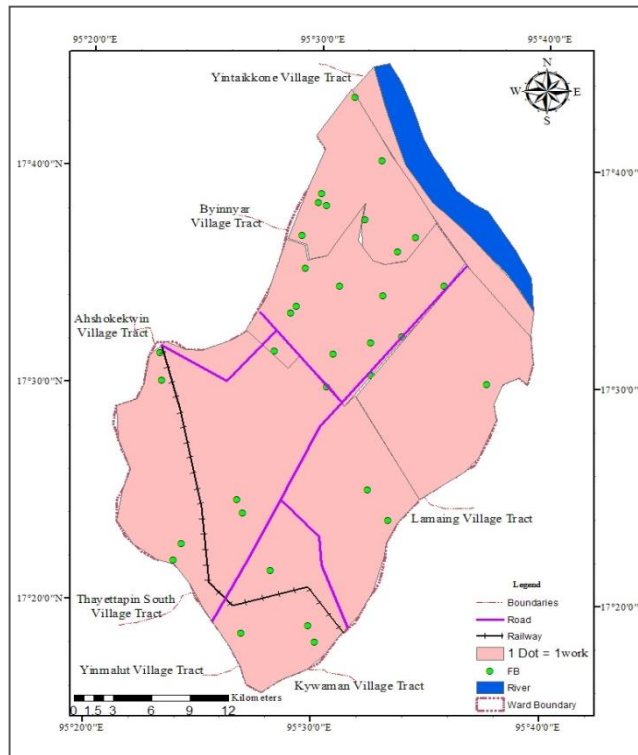 95°20'0"E 95°30'0"E 95°40'0"E
Yintaikkone Village Tract
N
W E
S
17°40'0"N 17°40'0"N
Byinnyar
Village Tract
Ahshokekwin
Village Tract
17°30'0"N 17°30'0"N
Lamaing Village Tract
Legend
Boundaries
Road
Railway
1 Dot = 1work
FB
River
Ward Boundary
17°20'0"N 17°20'0"N
Thayettapin South
Village Tract
Yinmalut Village Tract
Kywaman Village Tract
Kilometers
0 1.5 3 6 9 12
95°20'0"E 95°30'0"E 95°40'0"E